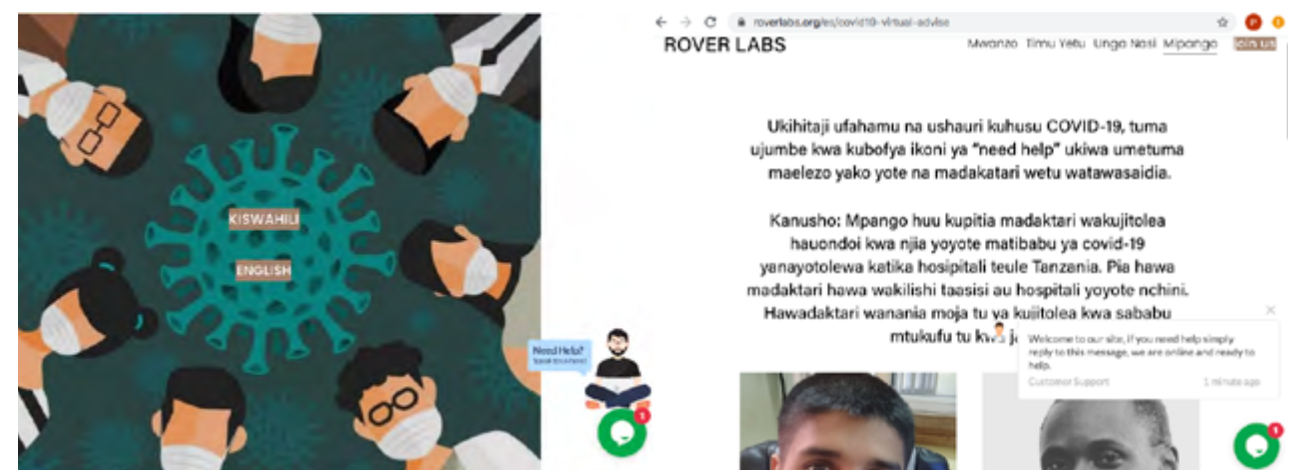 KISWAHILI
ENGLISH
Need Help?
roverlabs.org/es/covid19-virtual-advise
P
ROVER LABS
Mwanzo Timu Yetu Unga Nasi Mipango Join us
Ukihitaji ufahamu na ushauri kuhusu COVID-19, tuma
ujumbe kwa kubofya ikoni ya “need help” ukiwa umetuma
maelezo yako yote na madakatari wetu watawasaidia.
Kanusho: Mpango huu kupitia madaktari wakujitolea
hauondoi kwa njia yoyote matibabu ya covid-19
yanayotolewa katika hosipitali teule Tanzania. Pia hawa
madaktari hawa wakilishi taasisi au hospitali yoyote nchini.
Hawadaktari wanania moja tu ya kujitolea kwa sababu
mtukufu tu
Welcome to our site, if you need help simply
reply to this message, we are online and ready to
help.
Customer Support 1 minute ago
1
1